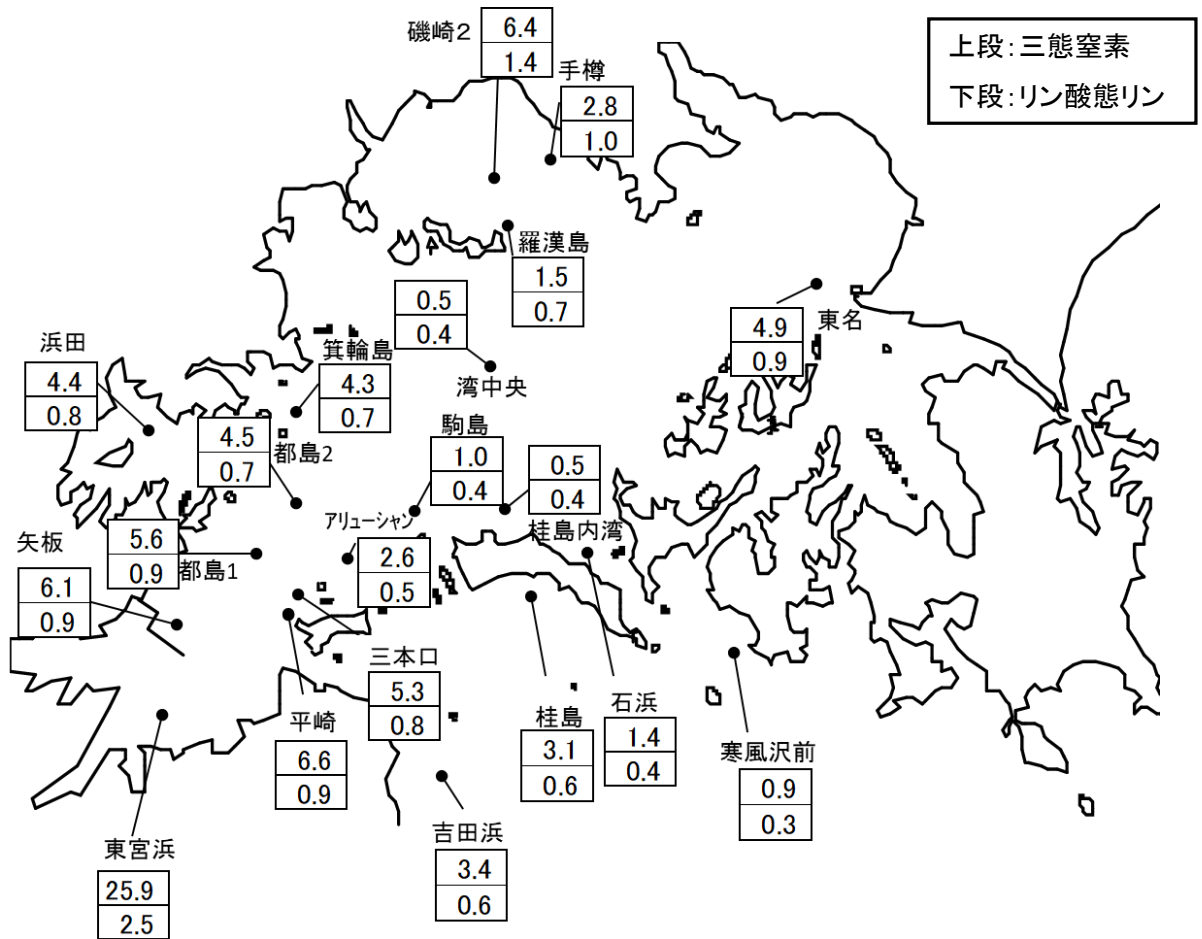 磯崎2
6.4
1.4
上段：三態窒素
下段：リン酸態リン
手樽
2.8
1.0
羅漢島
1.5
0.7
0.5
0.4
湾中央
東名
4.9
0.9
浜田
4.4
0.8
箕輪島
4.3
0.7
4.5
0.7
都島2
駒島
1.0
0.4
0.5
0.4
桂島内湾
アリューシャン
2.6
0.5
5.6
0.9
都島1
矢板
6.1
0.9
三本口
5.3
0.8
平崎
6.6
0.9
桂島
3.1
0.6
石浜
1.4
0.4
寒風沢前
0.9
0.3
吉田浜
3.4
0.6
東宮浜
25.9
2.5